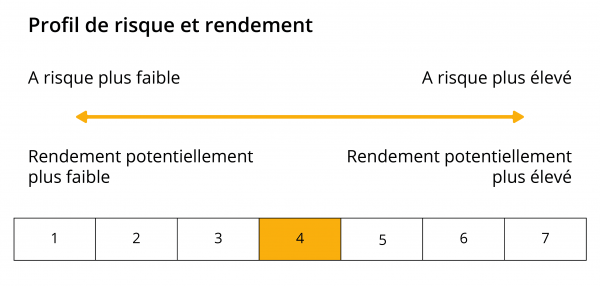 Profil de risque et rendement
A risque plus faible
A risque plus élevé
Rendement potentiellement
plus faible
Rendement potentiellement
plus élevé
1 2 3 4 5 6 7